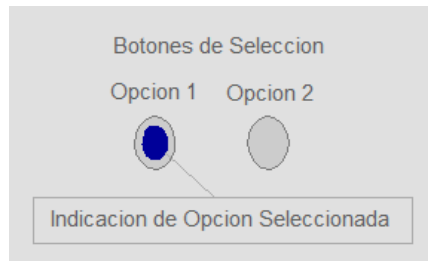 Botones de Seleccion
Opcion 1 Opcion 2
Indicacion de Opcion Seleccionada